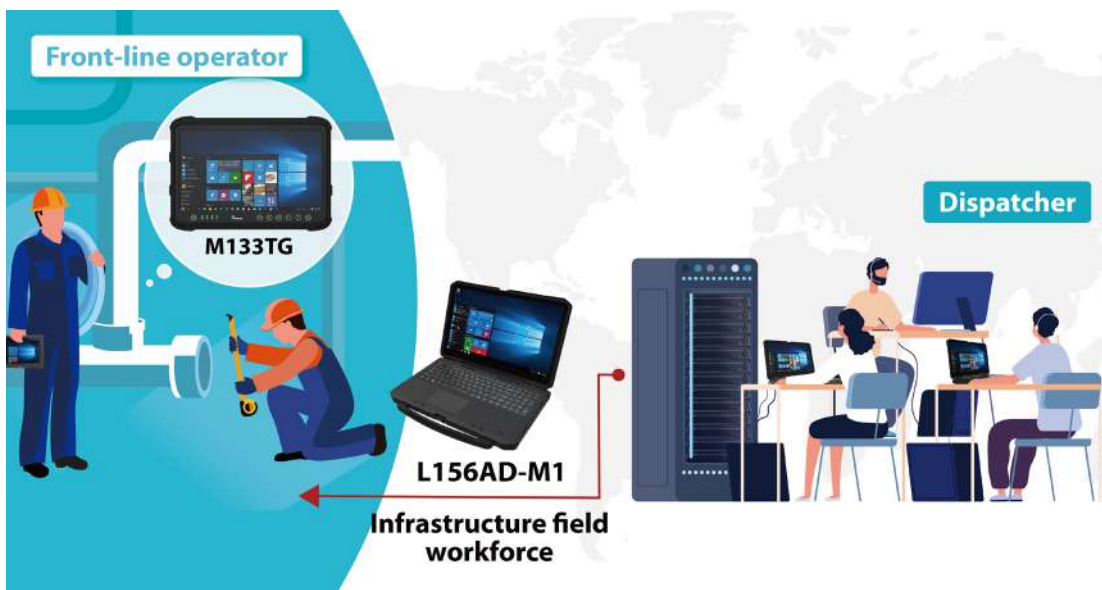 Front-line operator
M133TG
Dispatcher
L156AD-M1
Infrastructure field
workforce